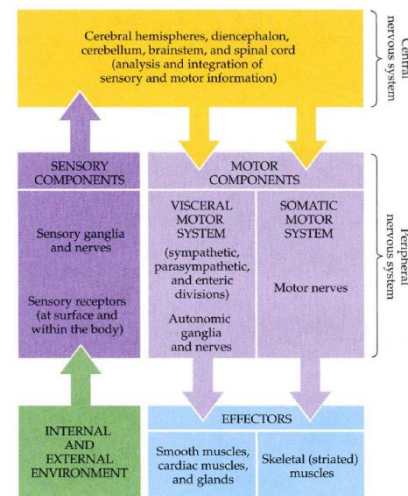 Cerebral hemispheres, diencephalon,
cerebellum, brainstem, and spinal cord
(analysis and integration of
sensory and motor information)
Central
nervous system
SENSORY
COMPONENTS
Sensory ganglia
and nerves
Sensory receptors
(at surface and
within the body)
MOTOR
COMPONENTS
VISCERAL
MOTOR
SYSTEM
(sympathetic,
parasympathetic,
and enteric
divisions)
Autonomic
ganglia
and nerves
SOMATIC
MOTOR
SYSTEM
Motor nerves
Peripheral
nervous system
INTERNAL
AND
EXTERNAL
ENVIRONMENT
EFFECTORS
Smooth muscles,
cardiac muscles,
and glands
Skeletal (striated)
muscles